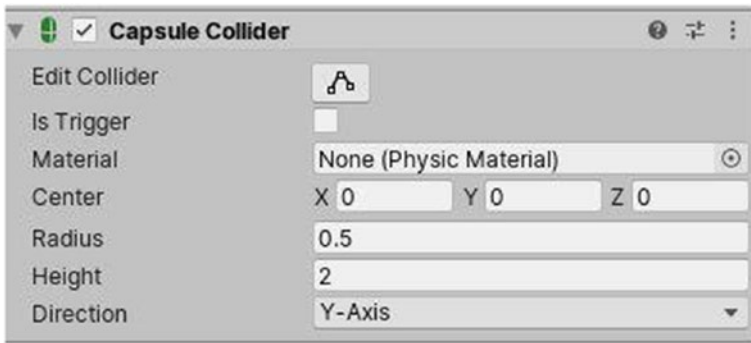 Capsule Collider
Edit Collider
Is Trigger
Material None (Physic Material)
Center X 0 Y 0 Z 0
Radius 0.5
Height 2
Direction Y-Axis